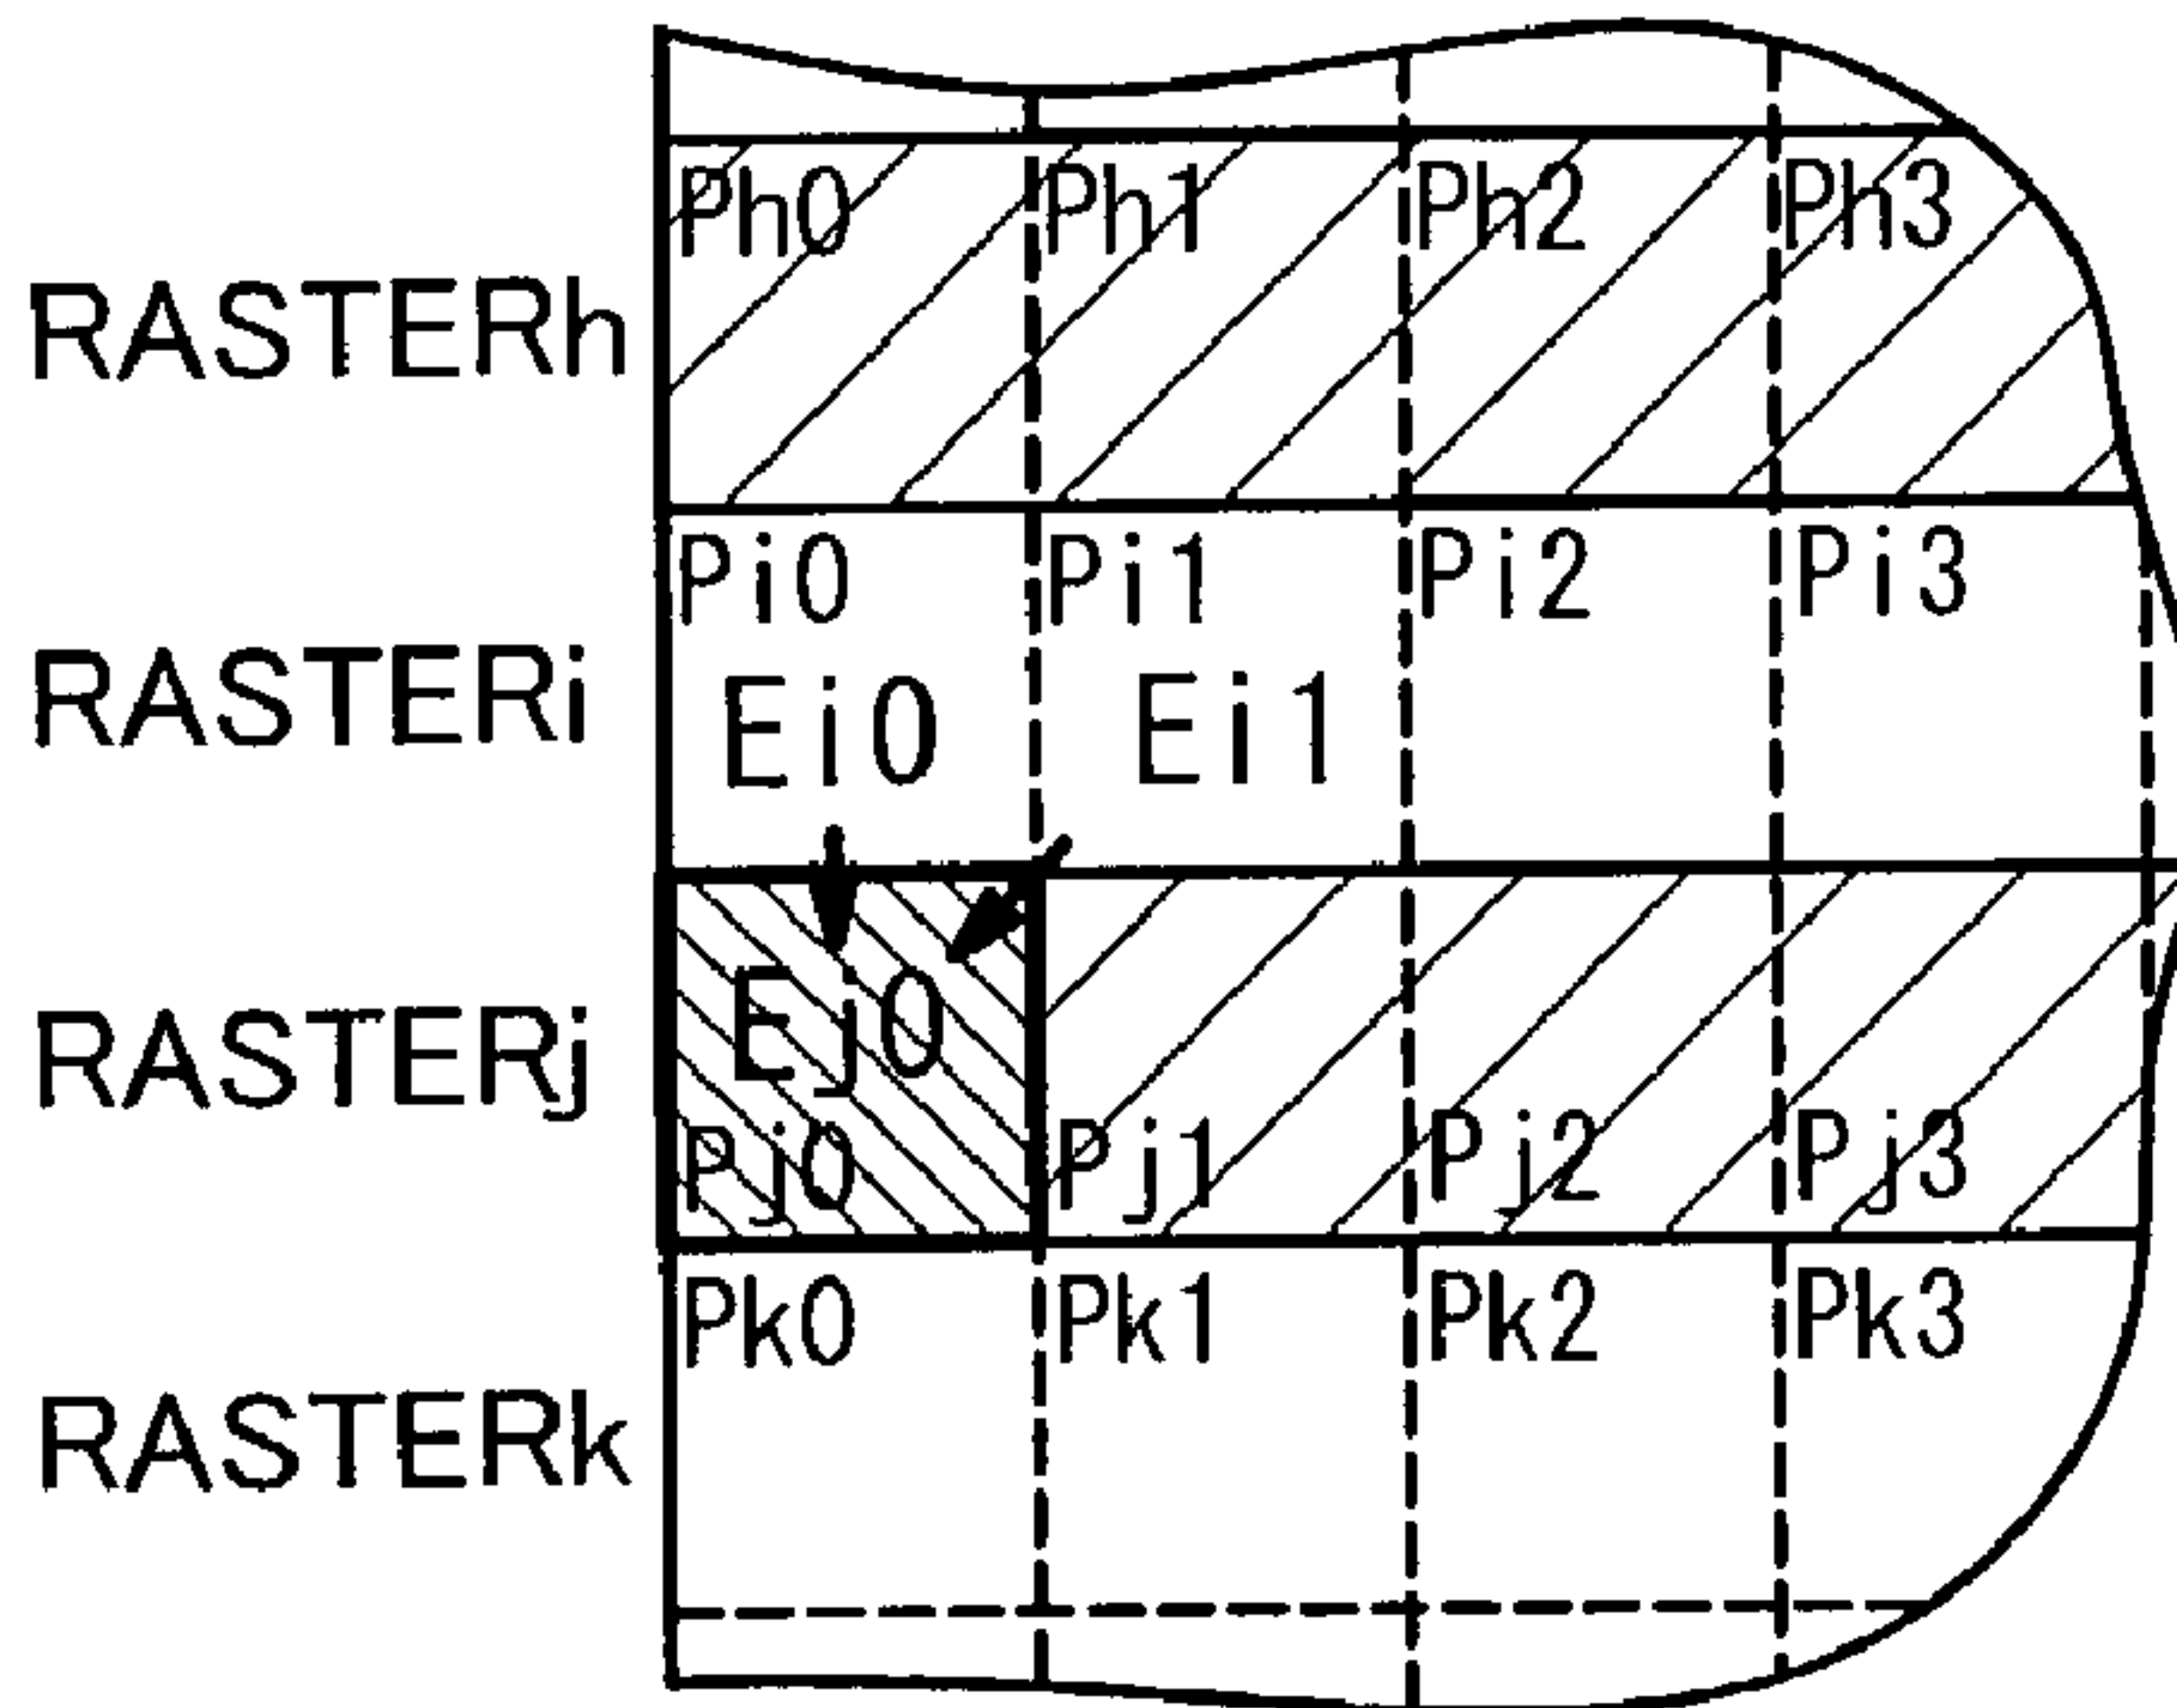 Ph0 Ph1 Ph2 Ph3
RASTERh
Pi0 Pi1 Pi2 Pi3
RASTERi
Ei0 Ei1
RASTERj
Ej0
Pj0 Pj1 Pj2 Pj3
Pk0 Pk1 Pk2 Pk3
RASTERk